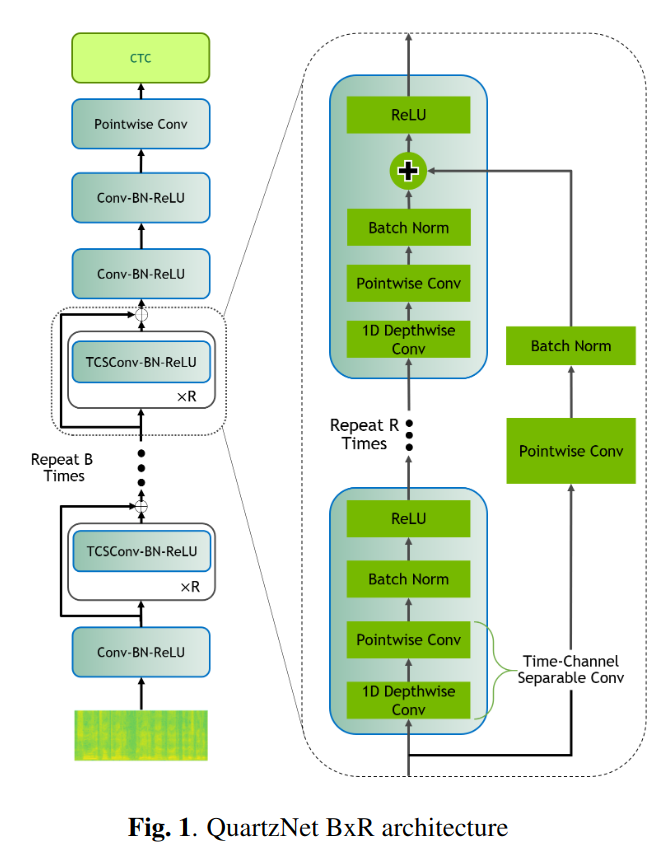 CTC
Pointwise Conv
Conv-BN-ReLU
Conv-BN-ReLU
TCSConv-BN-ReLU
×R
Repeat B
Times
TCSConv-BN-ReLU
×R
Conv-BN-ReLU
ReLU
Batch Norm
Pointwise Conv
1D Depthwise
Conv
Batch Norm
Pointwise Conv
Repeat R
Times
ReLU
Batch Norm
Pointwise Conv
1D Depthwise
Conv
Time-Channel
Separable Conv
Fig. 1. QuartzNet BxR architecture